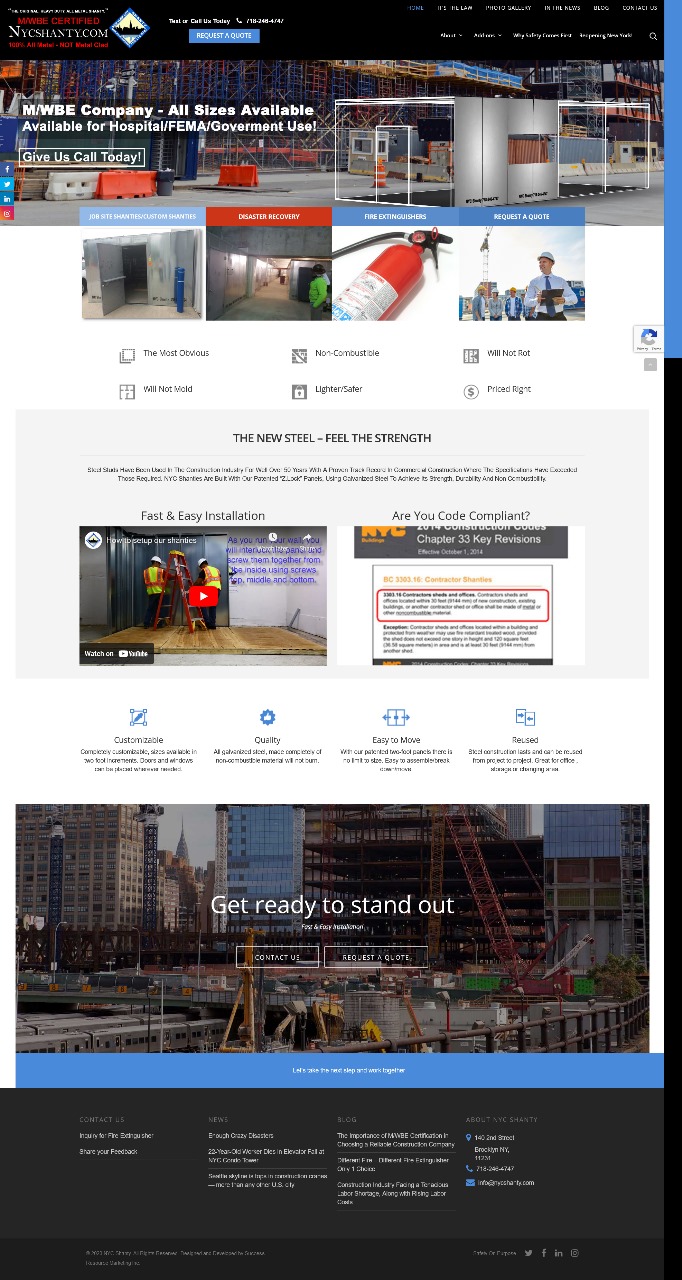 "THE ORIGINAL HEAVY DUTY ALL METAL SHANTY."
M/WBE CERTIFIED
NYCSHANTY.COM
100% All Metal - NOT Metal Clad
Text or Call Us Today 718-246-4747
REQUEST A QUOTE
HOME IT'S THE LAW PHOTO GALLERY IN THE NEWS BLOG CONTACT US
About Add-ons Why Safety Comes First Reopening New York!
M/WBE Company - All Sizes Available
Available for Hospital/FEMA/Goverment Use!
Give Us Call Today!
JOB SITE SHANTIES/CUSTOM SHANTIES DISASTER RECOVERY FIRE EXTINGUISHERS REQUEST A QUOTE
The Most Obvious Non-Combustible Will Not Rot
Privacy - Terms
Will Not Mold Lighter/Safer Priced Right
THE NEW STEEL – FEEL THE STRENGTH
Steel Studs Have Been Used In The Construction Industry For Well Over 50 Years With A Proven Track Record In Commercial Construction Where The Specifications Have Exceeded
Those Required. NYC Shanties Are Built With Our Patented "Z.Lock" Panels, Using Galvanized Steel To Achieve Its Strength, Durability And Non Combustibility.
Fast & Easy Installation
How to setup our shanties
As you run your wall, you
will interlock the panels and
screw them together from
the inside using screws
top, middle and bottom.
Watch on YouTube
Are You Code Compliant?
2014 Construction Codes
NYC
Buildings
Chapter 33 Key Revisions
Effective October 1, 2014
BC 3303.16: Contractor Shanties
3303.16 Contractors sheds and offices. Contractors sheds and
offices located within 30 feet (9144 mm) of new construction, existing
buildings, or another contractor shed or office shall be made of metal or
other noncombustible material.
Exception: Contractor sheds and offices located within a building and
protected from weather may use fire retardant treated wood, provided
the shed does not exceed one story in height and 120 square feet
(36.58 square meters) in area and is at least 30 feet (9144 mm) from
another shed.
NYC 2014 Construction Codes
Chapter 33 Key Revisions
Customizable
Completely customizable, sizes available in
two foot increments. Doors and windows
can be placed wherever needed.
Quality
All galvanized steel, made completely of
non-combustible material will not burn.
Easy to Move
With our patented two-foot panels there is
no limit to size. Easy to assemble/break
down/move
Reused
Steel construction lasts and can be reused
from project to project. Great for office,
storage or changing area.
Get ready to stand out
Fast & Easy Installation
CONTACT US REQUEST A QUOTE
Let's take the next step and work together
CONTACT US
Inquiry for Fire Extinguisher
Share your Feedback
NEWS
Enough Crazy Disasters
22-Year-Old Worker Dies in Elevator Fall at
NYC Condo Tower
Seattle skyline is tops in construction cranes
— more than any other U.S. city
BLOG
The Importance of M/WBE Certification in
Choosing a Reliable Construction Company
Different Fire – Different Fire Extinguisher
Only 1 Choice
Construction Industry Facing a Tenacious
Labor Shortage, Along with Rising Labor
Costs
ABOUT NYC SHANTY
140 2nd Street
Brooklyn NY,
11231
718-246-4747
info@nycshanty.com
© 2023 NYC Shanty. All Rights Reserved. Designed and Developed by Success
Resource Marketing Inc.
Safety On Purpose